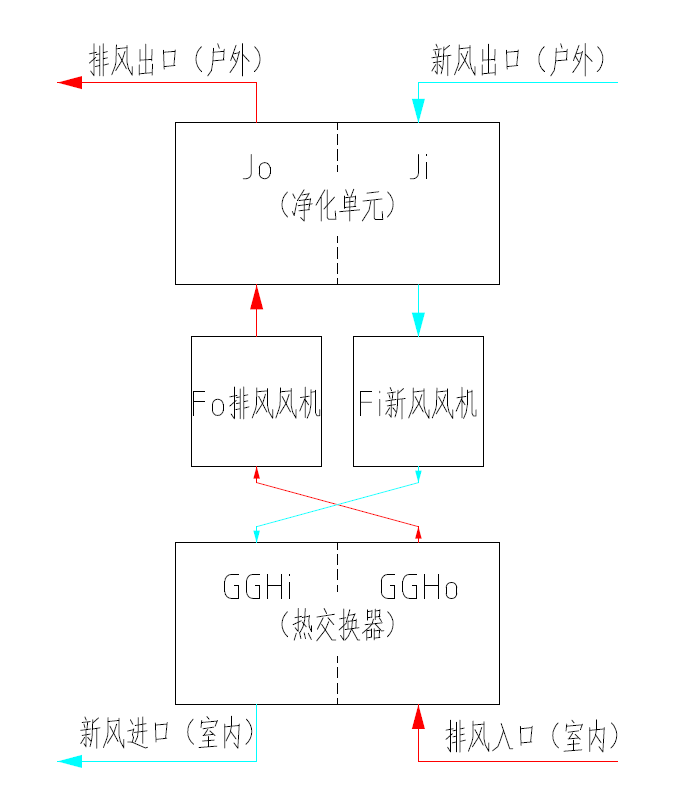 排风出口（户外）
新风出口（户外）
Jo
Ji
（净化单元）
Fo排风风机
Fi新风风机
GGHi
GGHo
（热交换器）
新风进口（室内）
排风入口（室内）